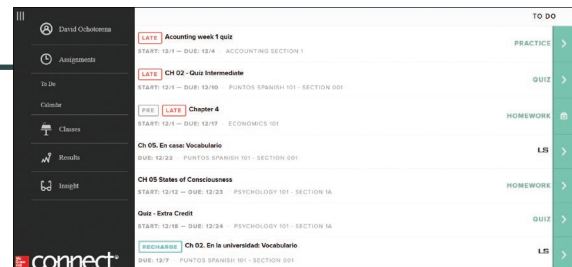 TO DO
David Ochotorena
Assignments
To Do
Calendar
Classes
Results
Insight
connect®
LATE Acounting week 1 quiz
START: 12/1 — DUE: 12/4 · ACCOUNTING SECTION 1
PRACTICE
LATE CH 02 - Quiz Intermediate
START: 12/1 — DUE: 12/10 · PUNTOS SPANISH 101 - SECTION 001
QUIZ
PRE LATE Chapter 4
START: 12/1 — DUE: 12/17 · ECONOMICS 101
HOMEWORK
Ch 05. En casa: Vocabulario
DUE: 12/22 · PUNTOS SPANISH 101 - SECTION 001
LS
CH 05 States of Consciousness
START: 12/12 — DUE: 12/23 · PSYCHOLOGY 101 - SECTION 1A
HOMEWORK
Quiz - Extra Credit
START: 12/18 — DUE: 12/24 · PSYCHOLOGY 101 - SECTION 1A
QUIZ
RECHARGE Ch 02. En la universidad: Vocabulario
DUE: 12/7 · PUNTOS SPANISH 101 - SECTION 001
LS